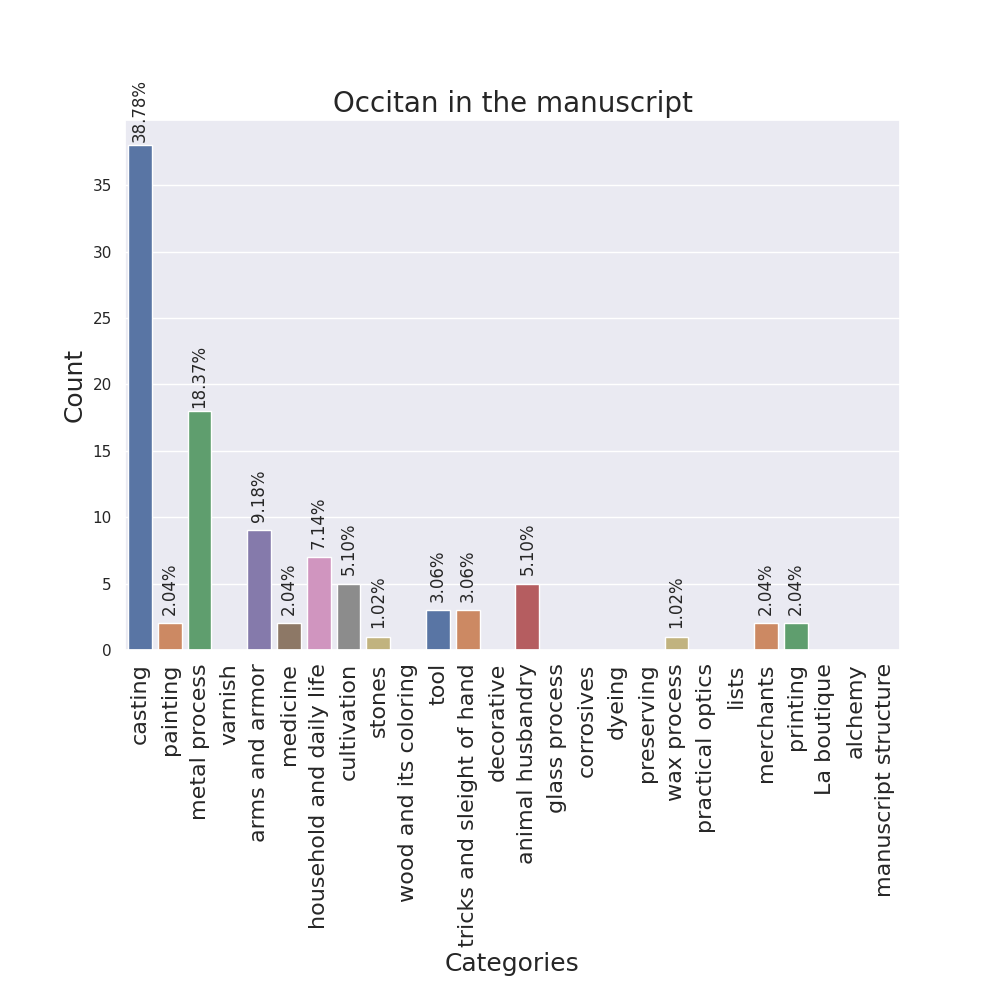 Occitan in the manuscript
Count
35
30
25
20
15
10
5
0
38.78%
2.04%
18.37%
9.18%
2.04%
7.14%
5.10%
1.02%
3.06%
3.06%
5.10%
1.02%
2.04%
2.04%
casting
painting
metal process
varnish
arms and armor
medicine
household and daily life
cultivation
stones
wood and its coloring
tool
tricks and sleight of hand
decorative
animal husbandry
glass process
corrosives
dyeing
preserving
wax process
practical optics
lists
merchants
printing
La boutique
alchemy
manuscript structure
Categories